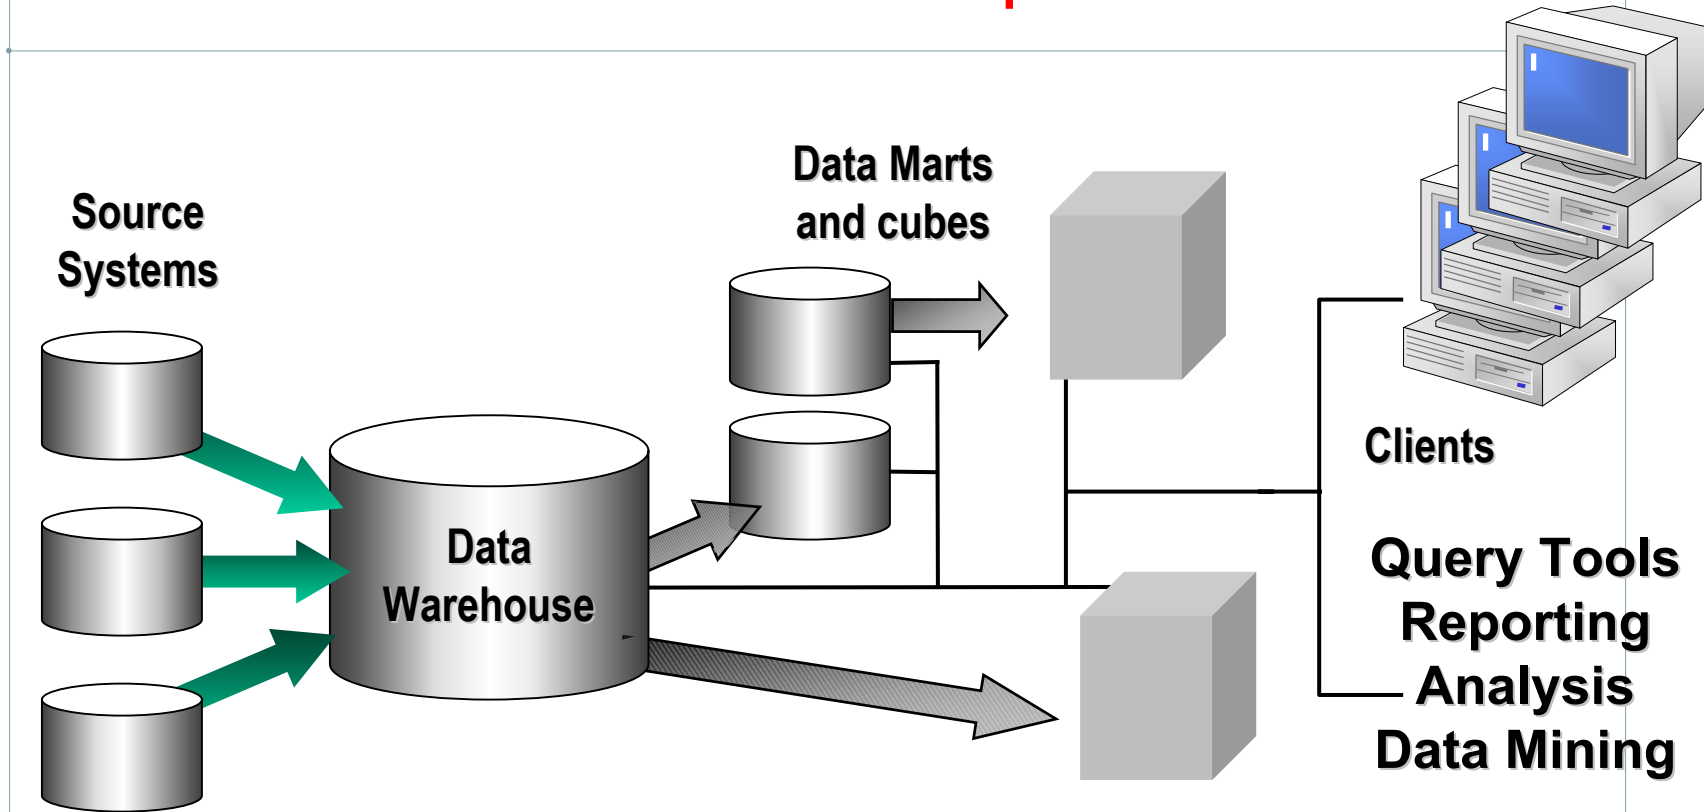 Source
Systems
Data
Warehouse
Data Marts
and cubes
Clients
Query Tools
Reporting
Analysis
Data Mining